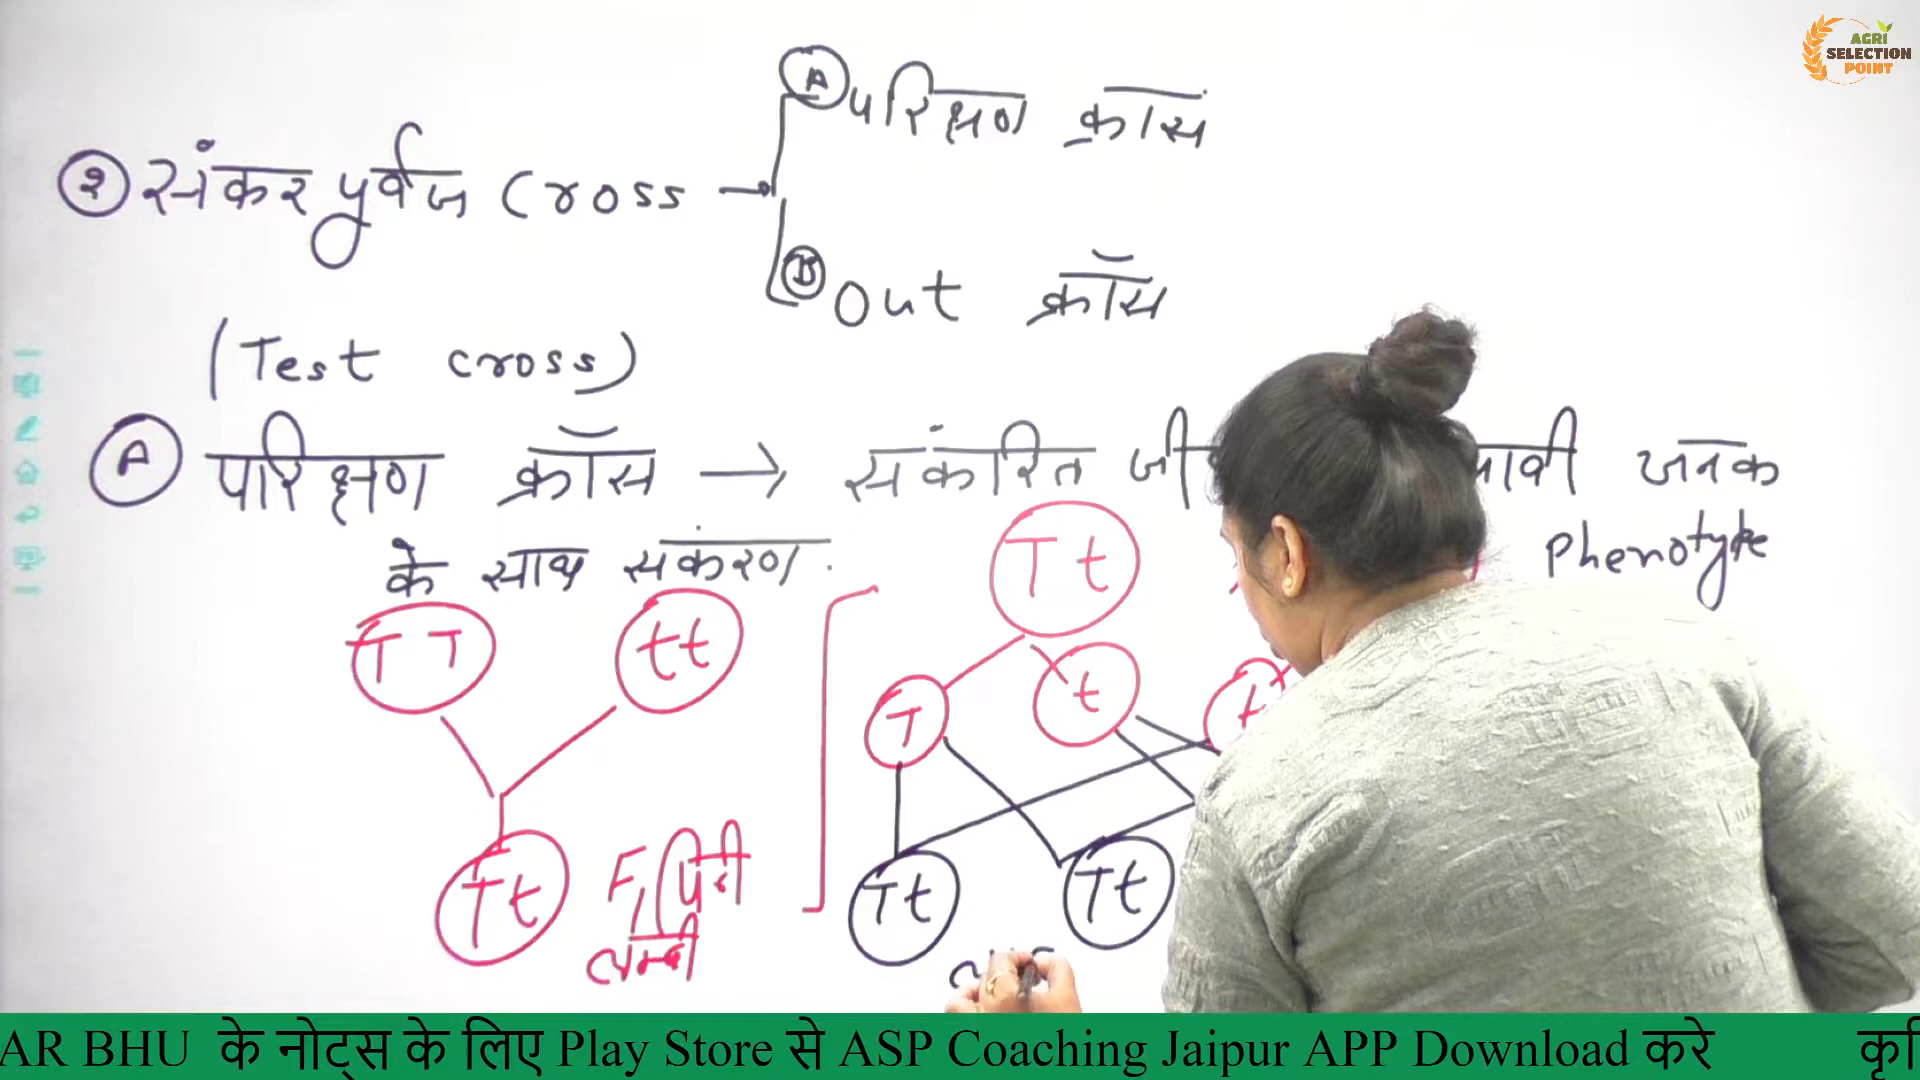 AGRI
SELECTION
POINT
A परिक्षण क्रास
२ संकर पूर्वज Cross →
B Out क्रॉस
(Test cross)
A परिक्षण क्रॉस → संकरित जी
जनक
के साथ संकरण.
Phenotype
Tt
TT
tt
T
t
t
Tt
F1 पिढी
लम्बी
Tt
Tt
AR BHU के नोट्स के लिए Play Store से ASP Coaching Jaipur APP Download करे कृ